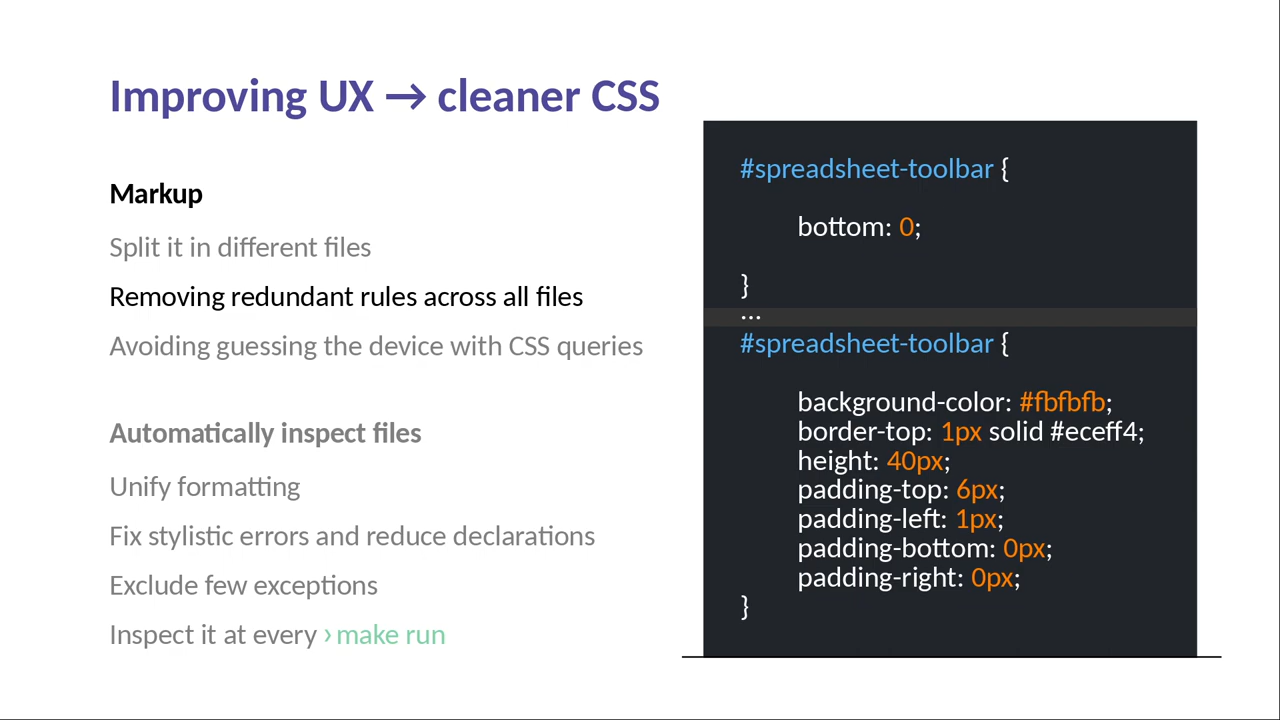 Improving UX → cleaner CSS
Markup
Split it in different files
Removing redundant rules across all files
Avoiding guessing the device with CSS queries
Automatically inspect files
Unify formatting
Fix stylistic errors and reduce declarations
Exclude few exceptions
Inspect it at every › make run
#spreadsheet-toolbar {
bottom: 0;
}
...
#spreadsheet-toolbar {
background-color: #fbfbfb;
border-top: 1px solid #eceff4;
height: 40px;
padding-top: 6px;
padding-left: 1px;
padding-bottom: 0px;
padding-right: 0px;
}